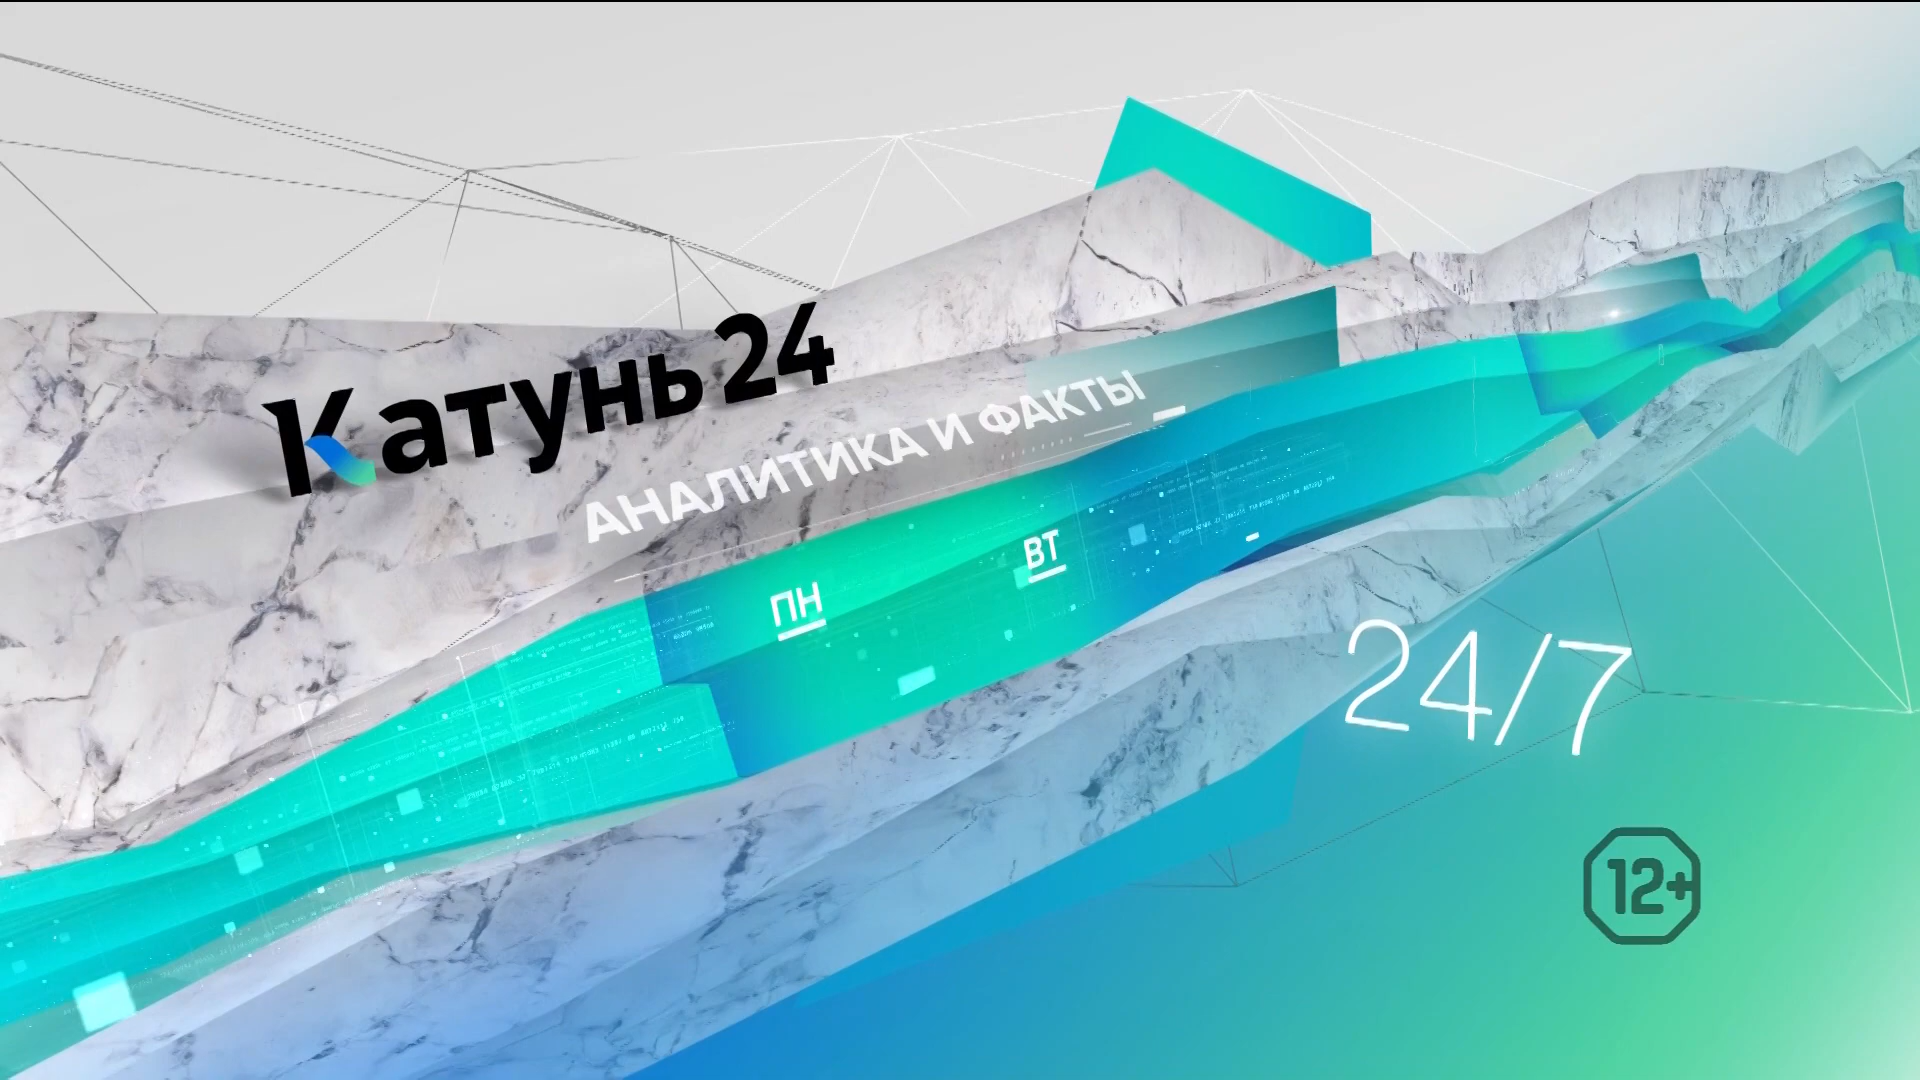 Катунь 24
АНАЛИТИКА И ФАКТЫ
ПН
ВТ
24/7
12+